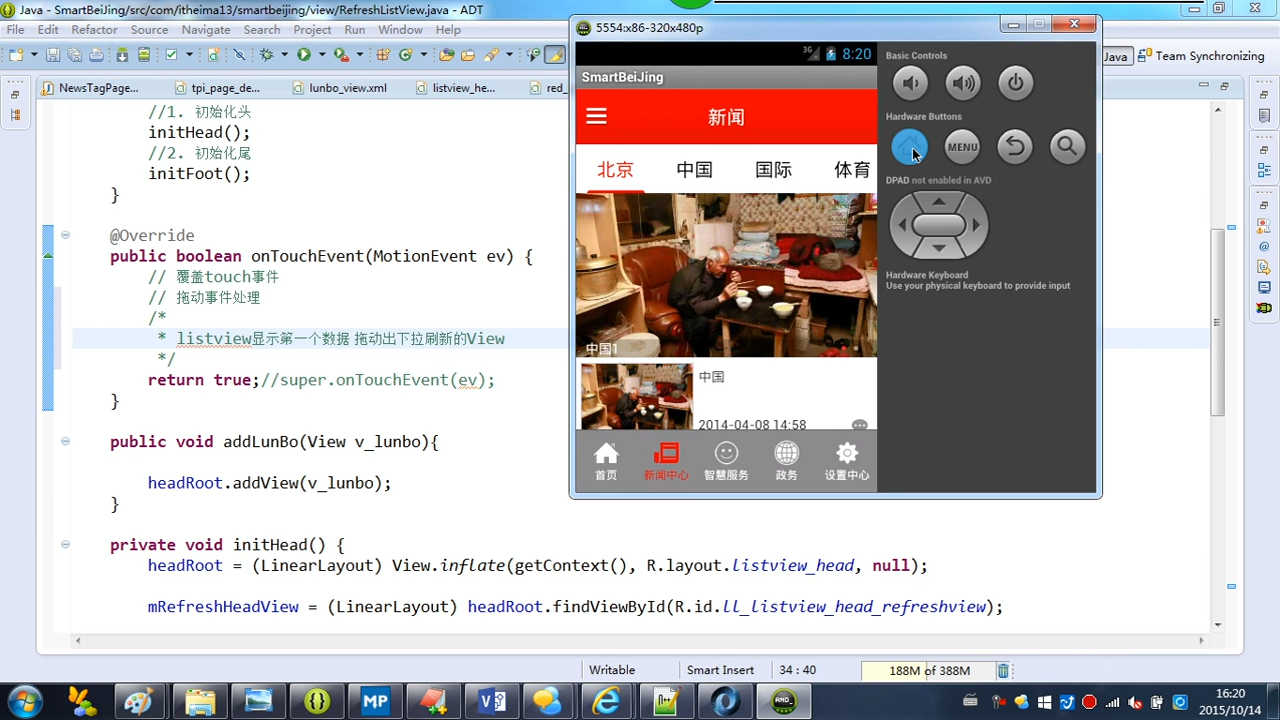 Java - SmartBeiJing/src/com/itheima13/smartbeijing/view/RefreshListView.java - ADT
File Edit Source Refactor Navigate Search Project Run Window Help
Java
Team Synchronizing
NewsTagPage...
tpi_page_de...
lunbo_view.xml
listview_he...
red_
//1. 初始化头
initHead();
//2. 初始化尾
initFoot();
}
@Override
public boolean onTouchEvent(MotionEvent ev) {
// 覆盖touch事件
// 拖动事件处理
/*
* listview显示第一个数据 拖动出下拉刷新的View
*/
return true;//super.onTouchEvent(ev);
}
public void addLunBo(View v_lunbo){
headRoot.addView(v_lunbo);
}
private void initHead() {
headRoot = (LinearLayout) View.inflate(getContext(), R.layout.listview_head, null);
mRefreshHeadView = (LinearLayout) headRoot.findViewById(R.id.ll_listview_head_refreshview);
5554:x86-320x480p
3G 8:20
SmartBeiJing
新闻
北京 中国 国际 体育
中国1
中国
2014-04-08 14:58
首页 新闻中心 智慧服务 政务 设置中心
Basic Controls
Hardware Buttons
MENU
DPAD not enabled in AVD
Hardware Keyboard
Use your physical keyboard to provide input
Writable
Smart Insert
34 : 40
188M of 388M
MP
16:20
2015/10/14